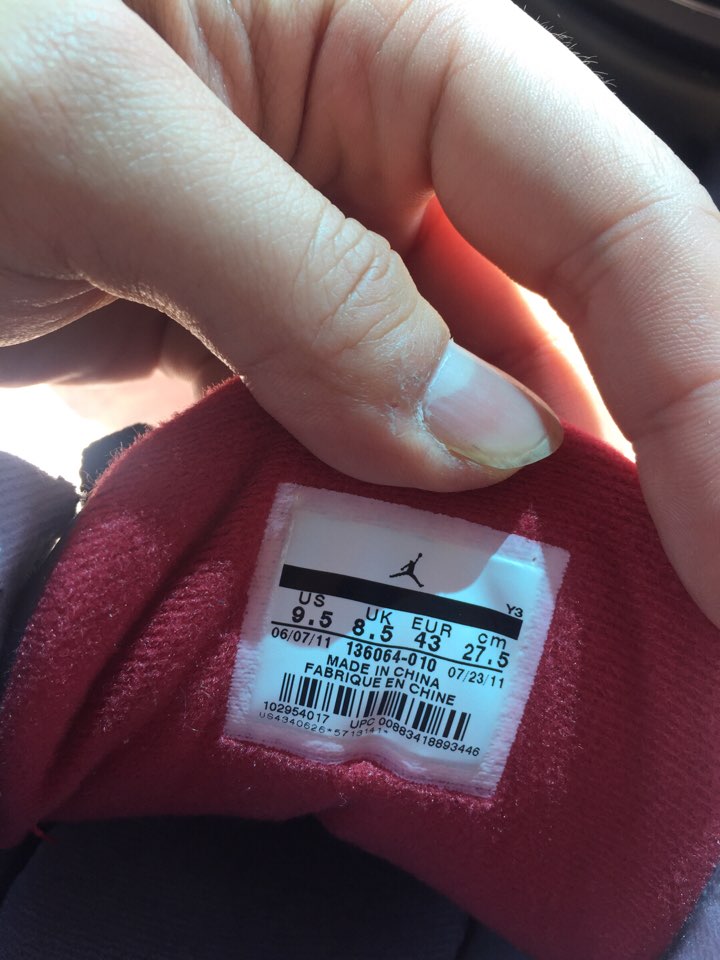 Y3
US UK EUR cm
9.5 8.5 43 27.5
06/07/11 136064-010 07/23/11
MADE IN CHINA
FABRIQUE EN CHINE
102954017 UPC 00883418893446